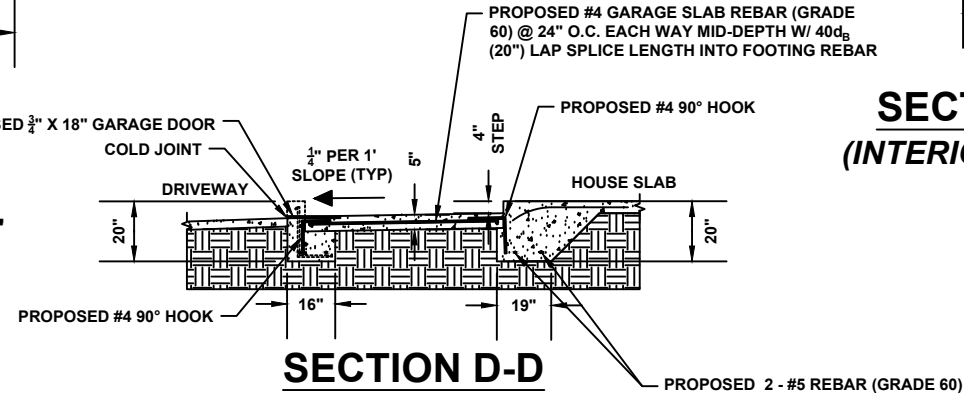 PROPOSED #4 GARAGE SLAB REBAR (GRADE
60) @ 24" O.C. EACH WAY MID-DEPTH W/ 40dB
(20") LAP SPLICE LENGTH INTO FOOTING REBAR
PROPOSED #4 90° HOOK
SECT
(INTERIO
SED 3/4" X 18" GARAGE DOOR
COLD JOINT
1/4" PER 1'
SLOPE (TYP)
5"
4"
STEP
DRIVEWAY
HOUSE SLAB
20"
20"
16"
19"
PROPOSED #4 90° HOOK
SECTION D-D
PROPOSED 2 - #5 REBAR (GRADE 60)